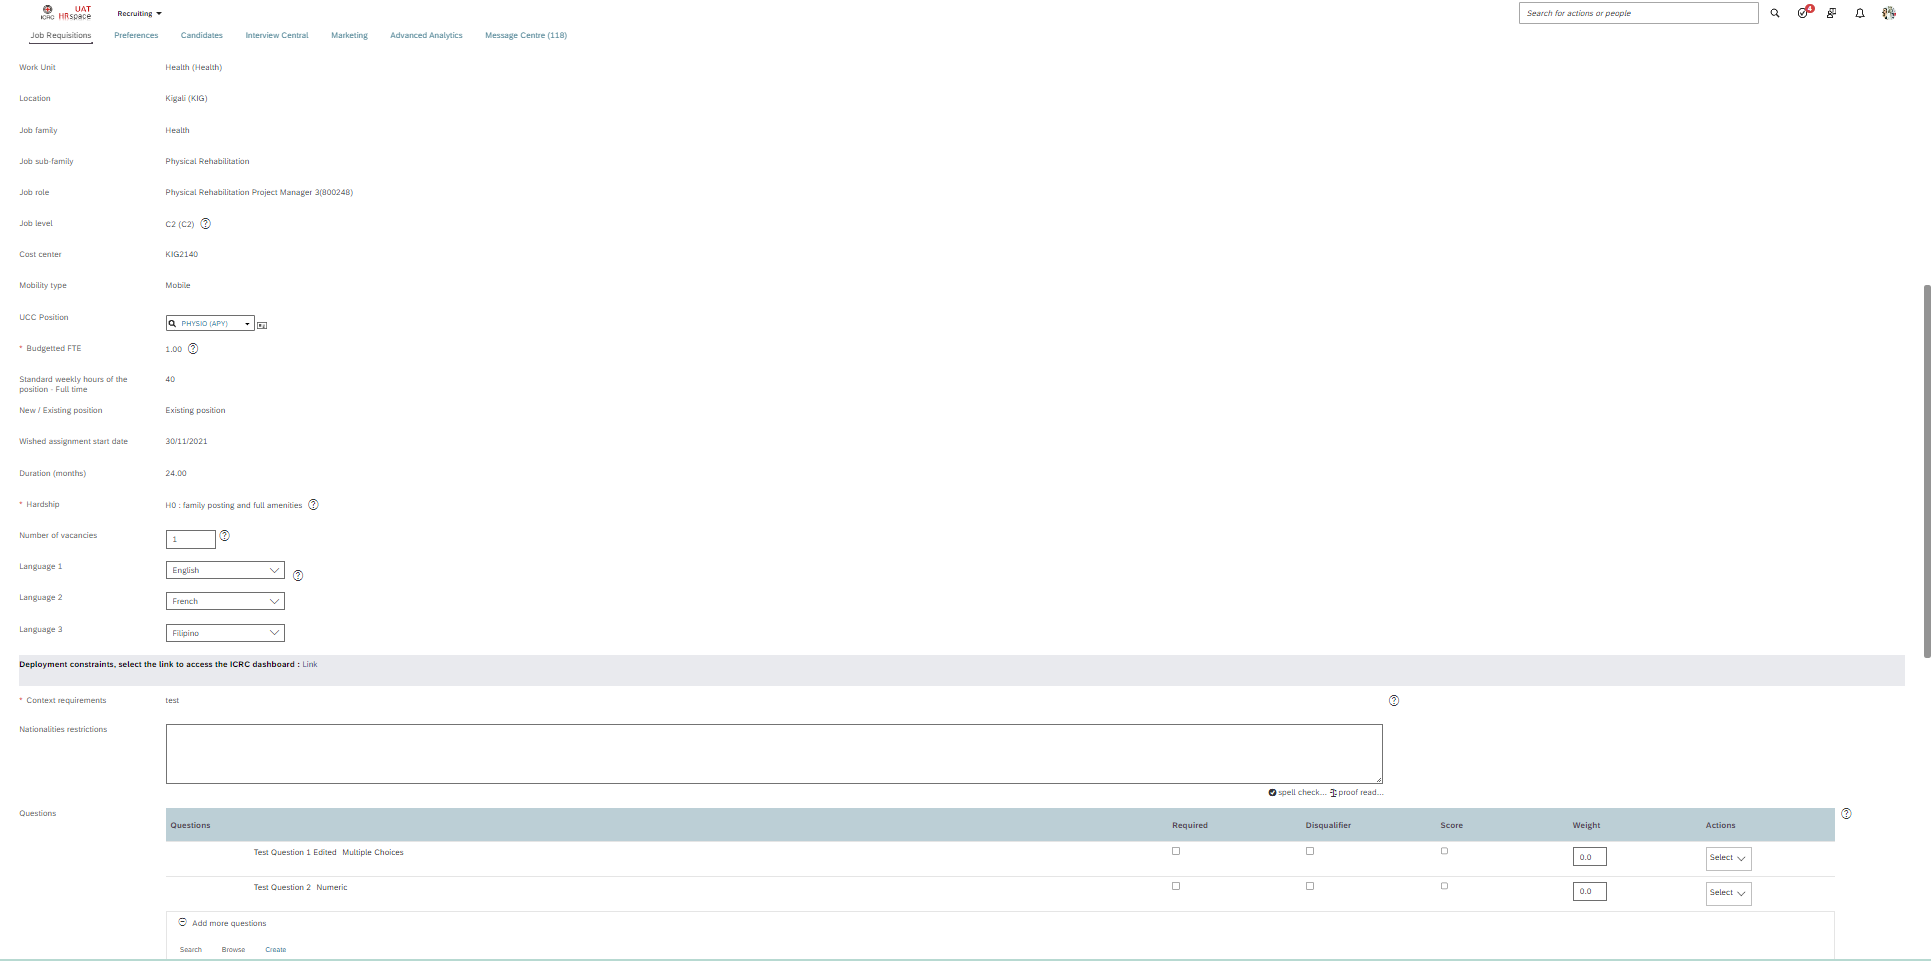 ICRC UAT HRspace Recruiting Search for actions or people 4
Job Requisitions Preferences Candidates Interview Central Marketing Advanced Analytics Message Centre (118)
Work Unit Health (Health)
Location Kigali (KIG)
Job family Health
Job sub-family Physical Rehabilitation
Job role Physical Rehabilitation Project Manager 3(800248)
Job level C2 (C2) ?
Cost center KIG2140
Mobility type Mobile
UCC Position PHYSIO (APY)
* Budgetted FTE 1.00 ?
Standard weekly hours of the 40
position - Full time
New / Existing position Existing position
Wished assignment start date 30/11/2021
Duration (months) 24.00
* Hardship H0 : family posting and full amenities ?
Number of vacancies 1 ?
Language 1 English ?
Language 2 French
Language 3 Filipino
Deployment constraints, select the link to access the ICRC dashboard : Link
* Context requirements test ?
Nationalities restrictions
spell check... proof read...
Questions ?
Questions Required Disqualifier Score Weight Actions
Test Question 1 Edited Multiple Choices 0.0 Select
Test Question 2 Numeric 0.0 Select
Add more questions
Search Browse Create